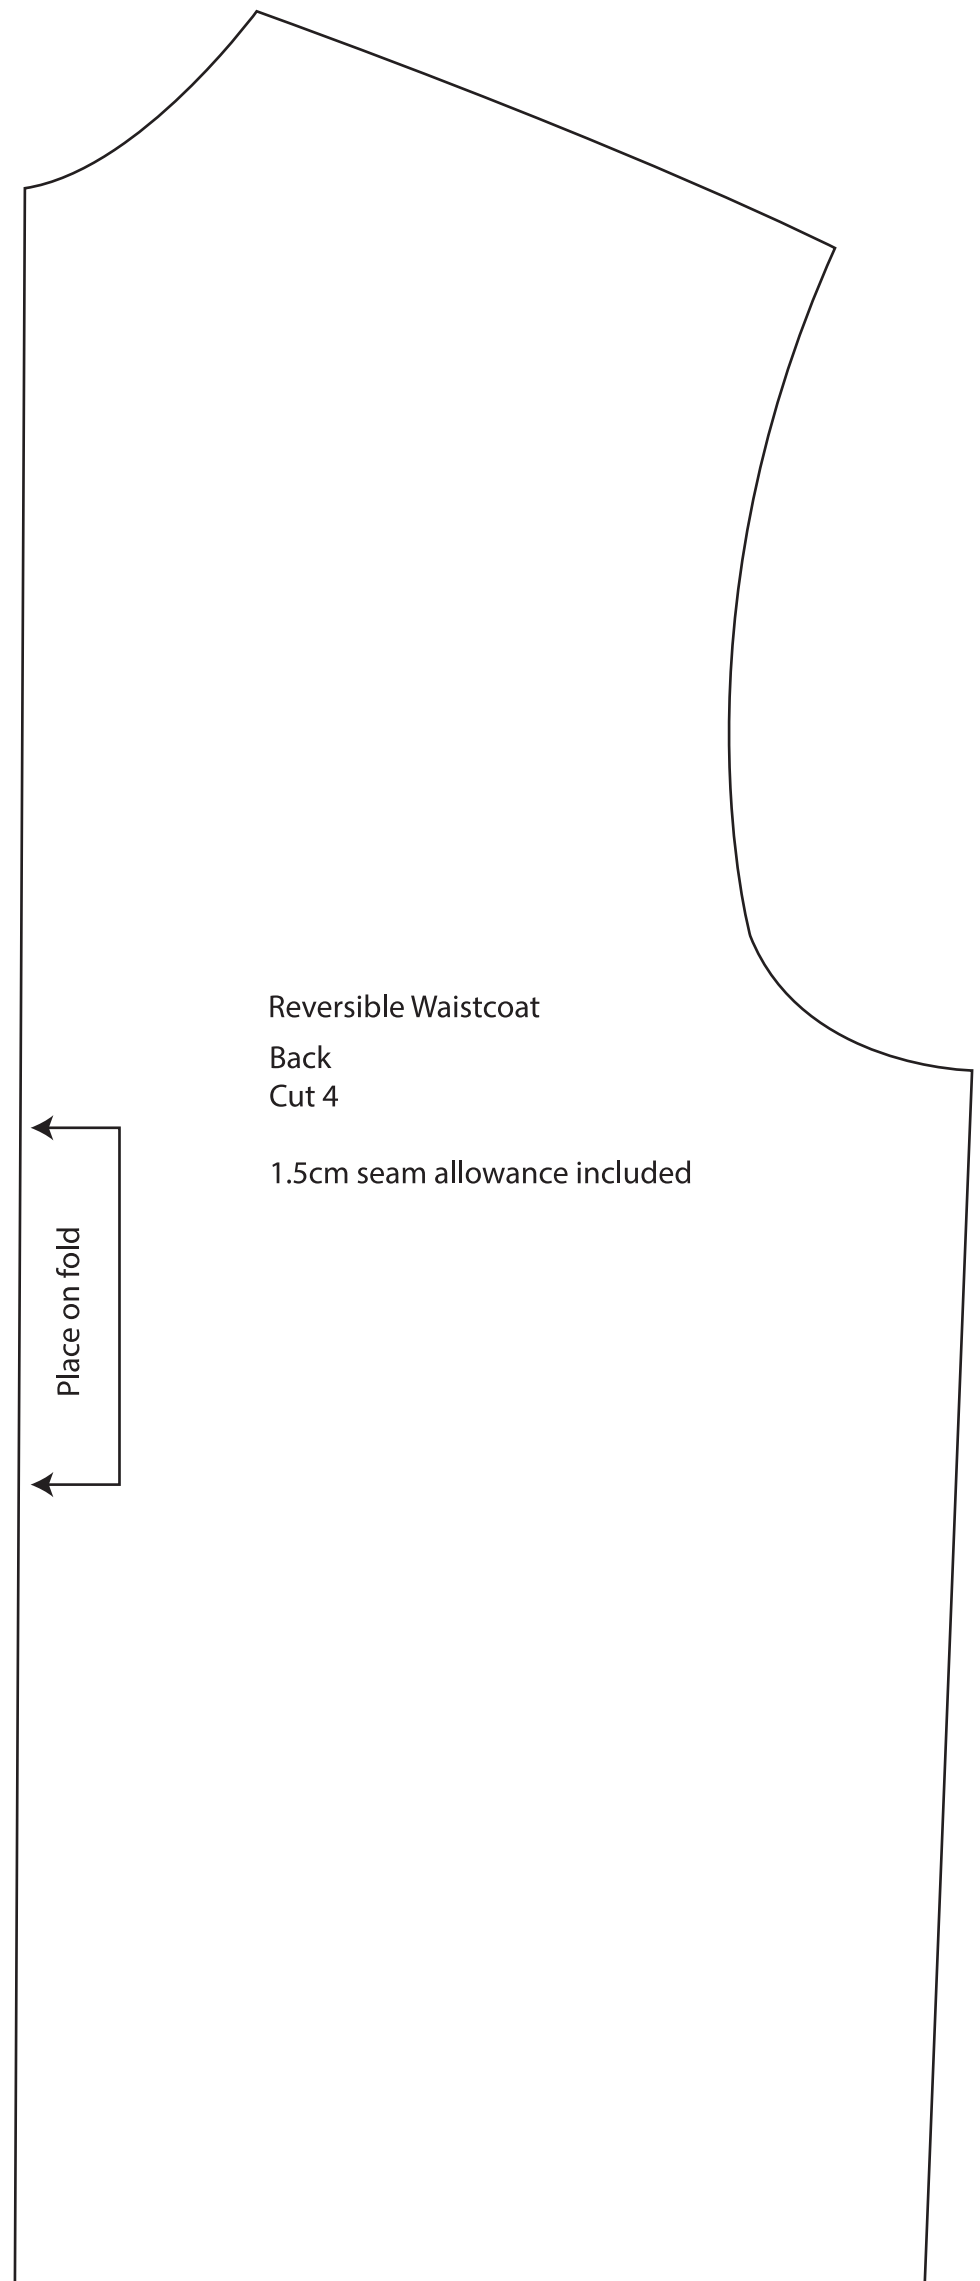 Reversible Waistcoat
Back
Cut 4
1.5cm seam allowance included
Place on fold